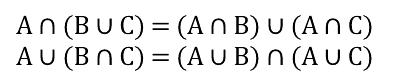 A ∩ (B ∪ C) = (A ∩ B) ∪ (A ∩ C)
A ∪ (B ∩ C) = (A ∪ B) ∩ (A ∪ C)